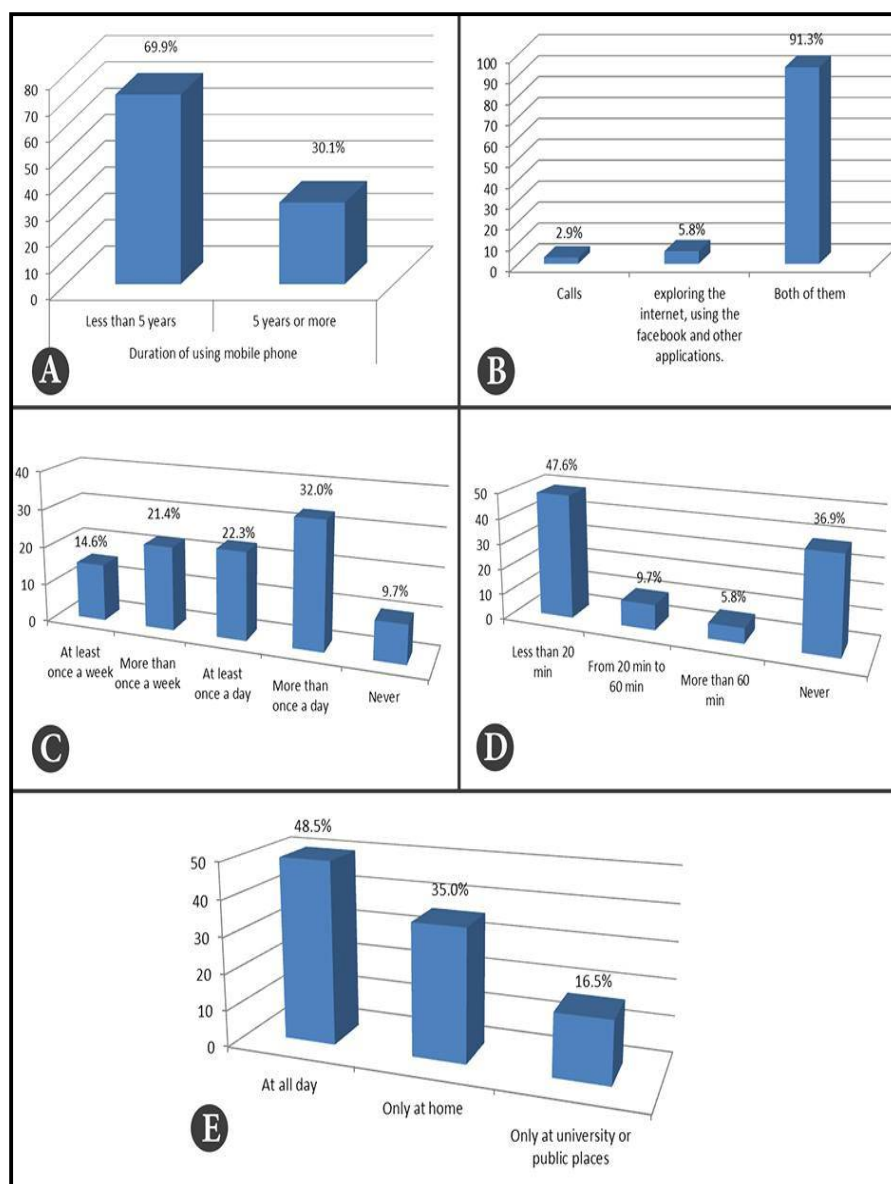 69.9%
80
70
60
50
40
30
20
10
0
30.1%
Less than 5 years
5 years or more
Duration of using mobile phone
A
91.3%
100
90
80
70
60
50
40
30
20
10
0
2.9%
5.8%
Calls
exploring the
internet, using the
facebook and other
applications.
Both of them
B
40
30
20
10
0
14.6%
21.4%
22.3%
32.0%
9.7%
At least
once a week
More than
once a week
At least
once a day
More than
once a day
Never
C
47.6%
50
40
30
20
10
0
9.7%
5.8%
36.9%
Less than 20
min
From 20 min to
60 min
More than 60
min
Never
D
48.5%
50
40
30
20
10
0
35.0%
16.5%
At all day
Only at home
Only at university or
public places
E